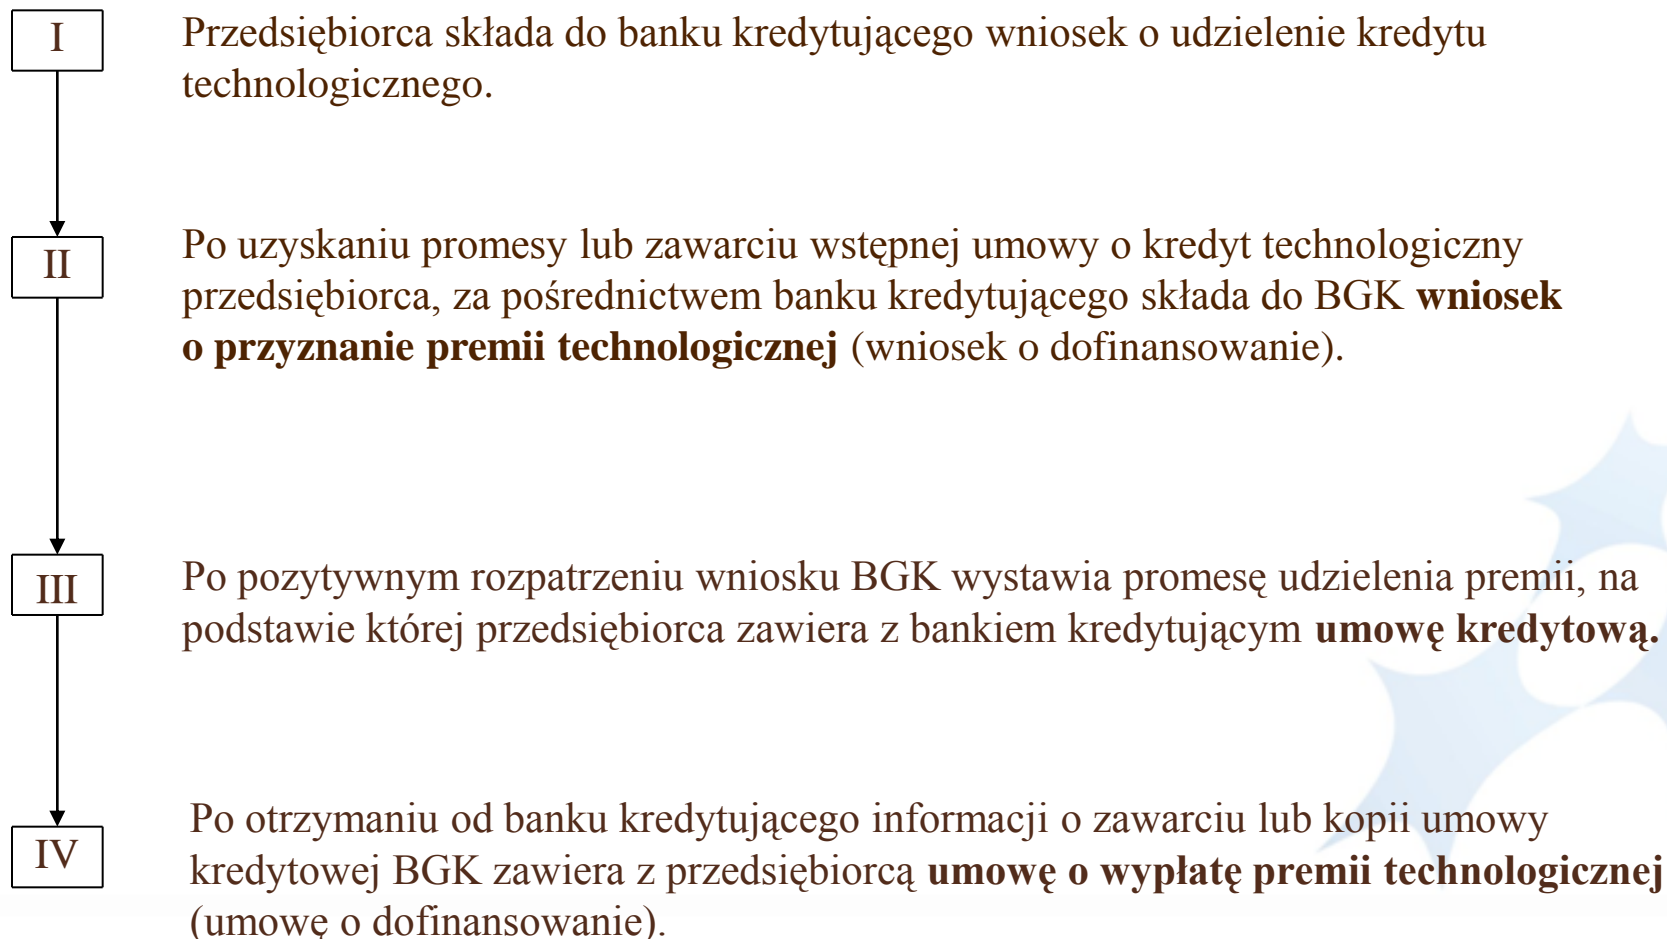 I
Przedsiębiorca składa do banku kredytującego wniosek o udzielenie kredytu
technologicznego.
II
Po uzyskaniu promesy lub zawarciu wstępnej umowy o kredyt technologiczny
przedsiębiorca, za pośrednictwem banku kredytującego składa do BGK wniosek
o przyznanie premii technologicznej (wniosek o dofinansowanie).
III
Po pozytywnym rozpatrzeniu wniosku BGK wystawia promesę udzielenia premii, na
podstawie której przedsiębiorca zawiera z bankiem kredytującym umowę kredytową.
IV
Po otrzymaniu od banku kredytującego informacji o zawarciu lub kopii umowy
kredytowej BGK zawiera z przedsiębiorcą umowę o wypłatę premii technologicznej
(umowę o dofinansowanie).